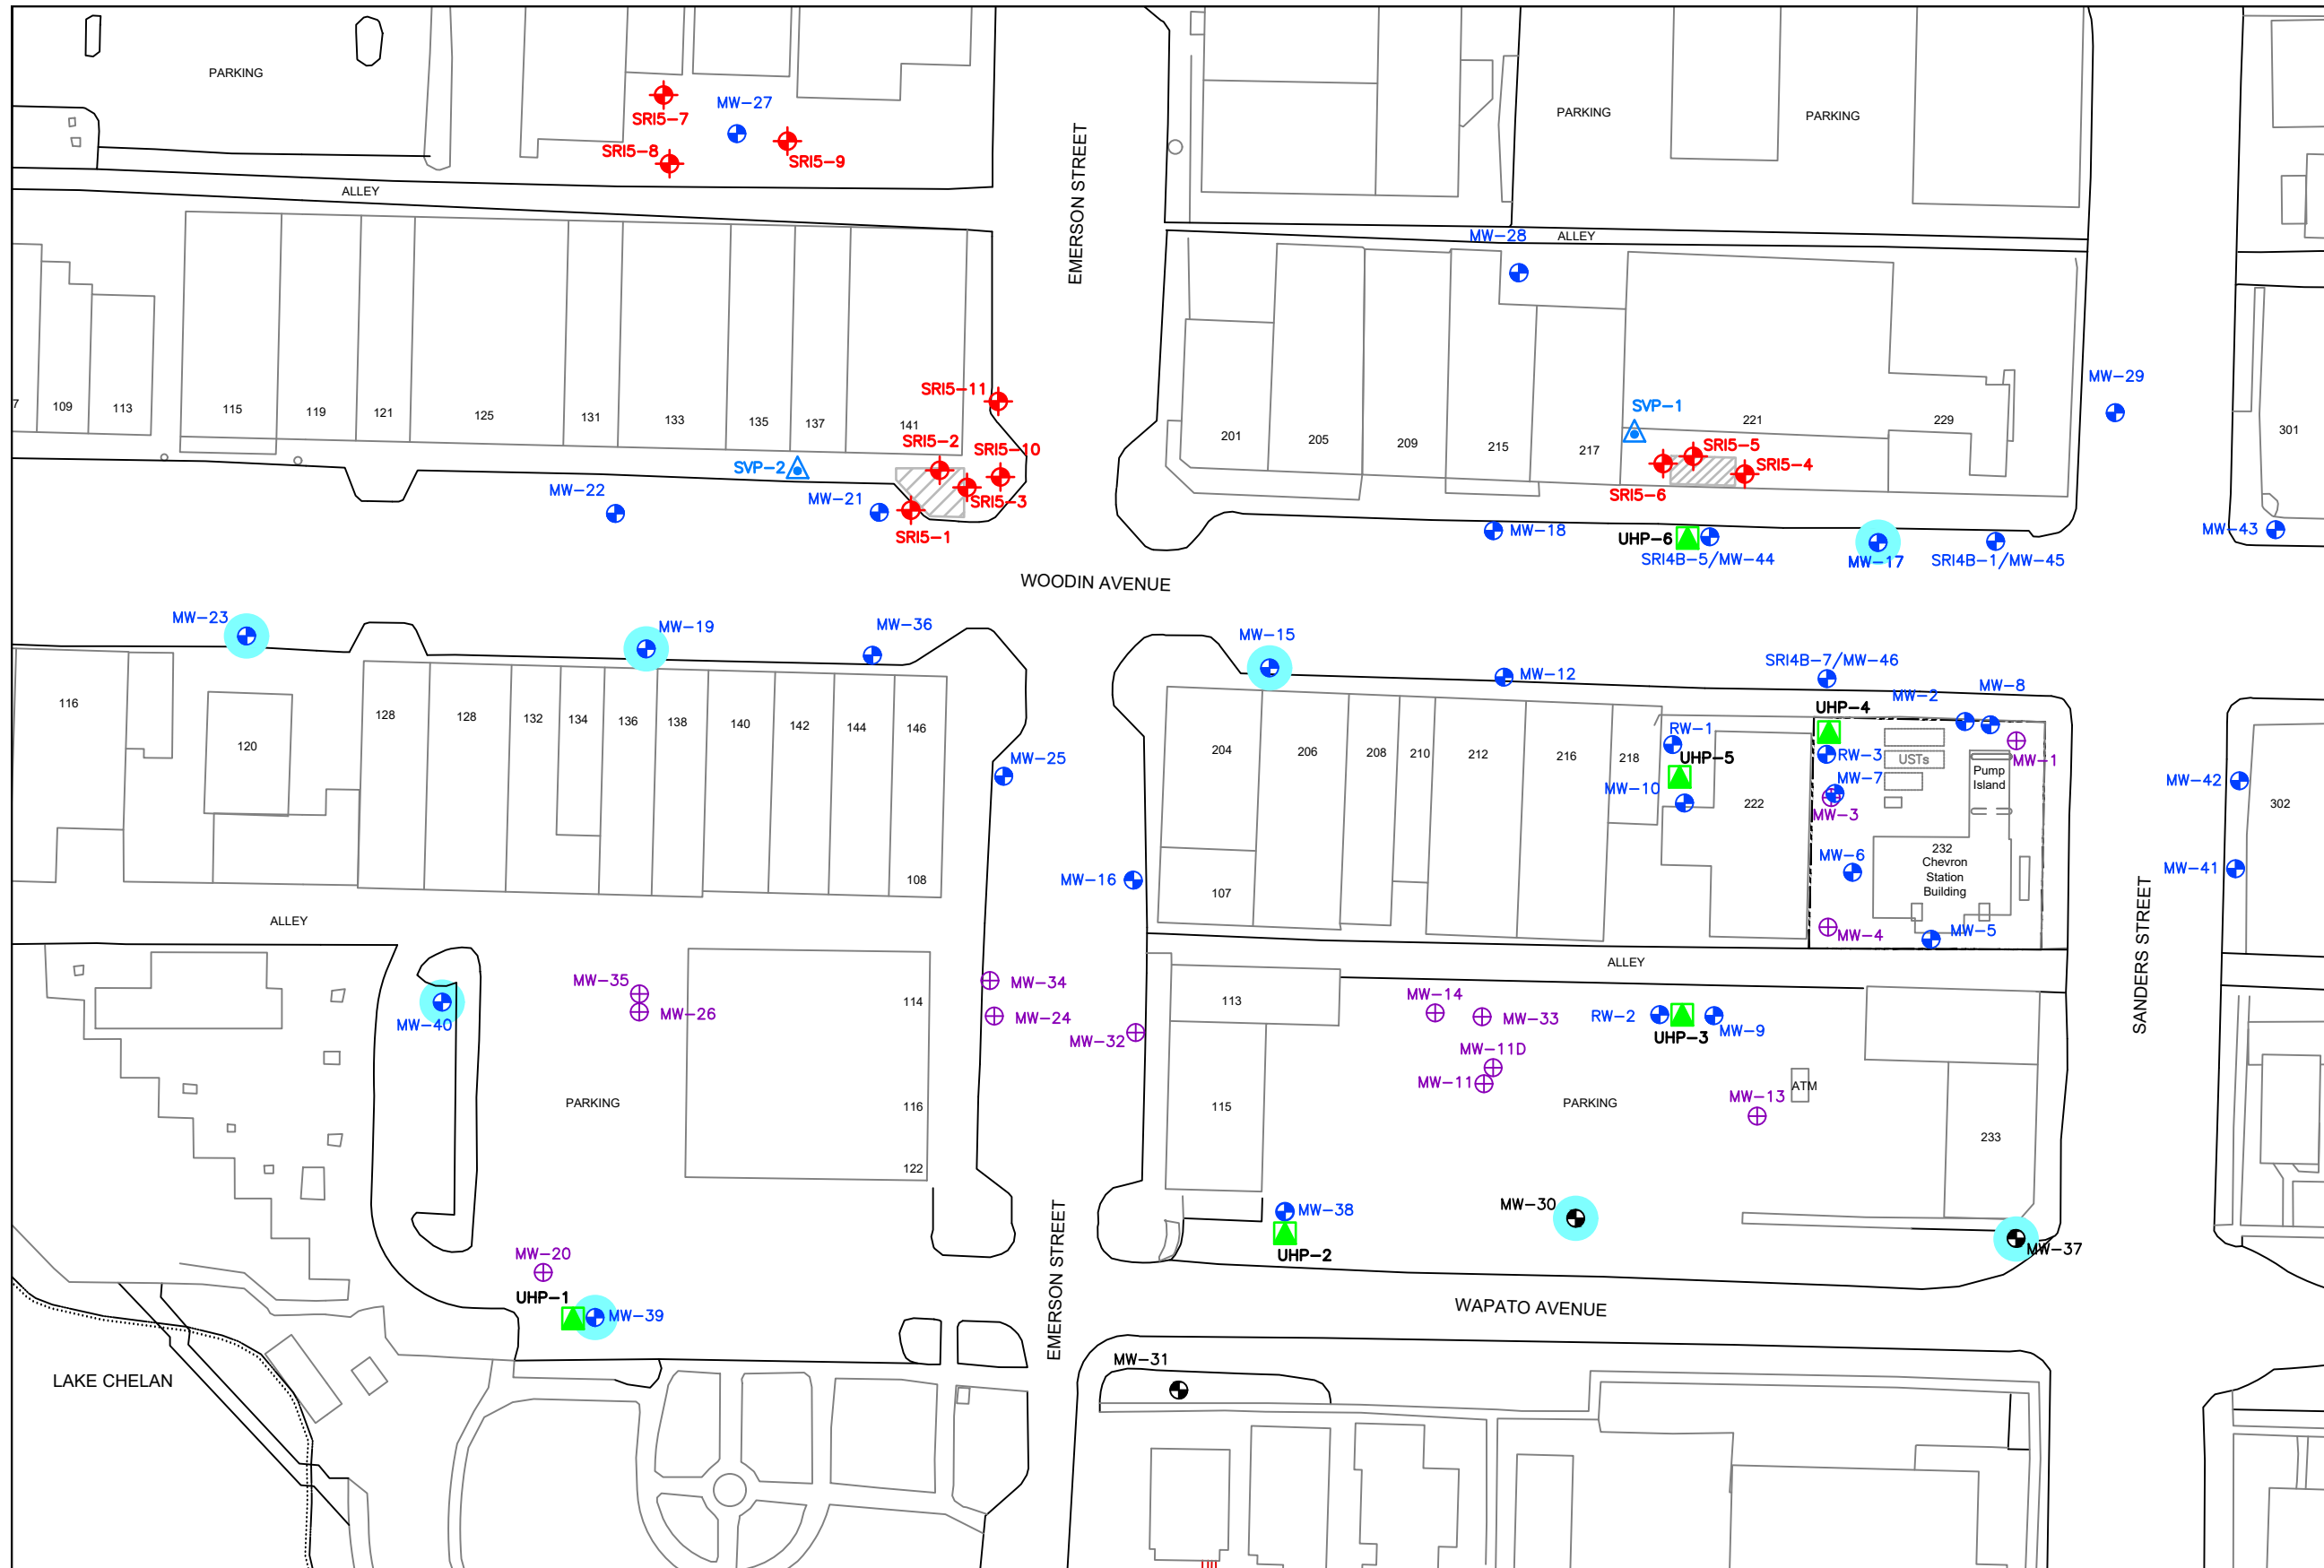 PARKING
MW-27
SRI5-7
SRI5-8
SRI5-9
PARKING
PARKING
EMERSON STREET
ALLEY
MW-28
ALLEY
MW-29
SRI5-11
SVP-1
7
109
113
115
119
121
125
131
133
135
137
141
201
205
209
215
217
221
229
301
SRI5-2
SRI5-10
SRI5-5
SRI5-4
SVP-2
MW-22
MW-21
SRI5-3
SRI5-6
SRI5-1
MW-18
UHP-6
SRI4B-5/MW-44
MW-17
SRI4B-1/MW-45
MW-43
WOODIN AVENUE
MW-23
MW-19
MW-36
MW-15
MW-12
SRI4B-7/MW-46
MW-2
MW-8
116
120
128
128
132
134
136
138
140
142
144
146
MW-25
204
206
208
210
212
216
218
RW-1
UHP-5
UHP-4
RW-3
USTs
MW-1
Pump
Island
MW-10
MW-7
MW-3
222
MW-42
302
MW-6
232
Chevron
Station
Building
MW-41
MW-16
108
107
MW-4
MW-5
ALLEY
ALLEY
SANDERS STREET
MW-35
MW-26
MW-40
114
MW-34
MW-24
MW-32
113
MW-14
MW-33
RW-2
UHP-3
MW-9
MW-11D
MW-11
ATM
MW-13
PARKING
116
115
PARKING
233
122
EMERSON STREET
MW-38
UHP-2
MW-30
MW-37
MW-20
UHP-1
MW-39
WAPATO AVENUE
MW-31
LAKE CHELAN